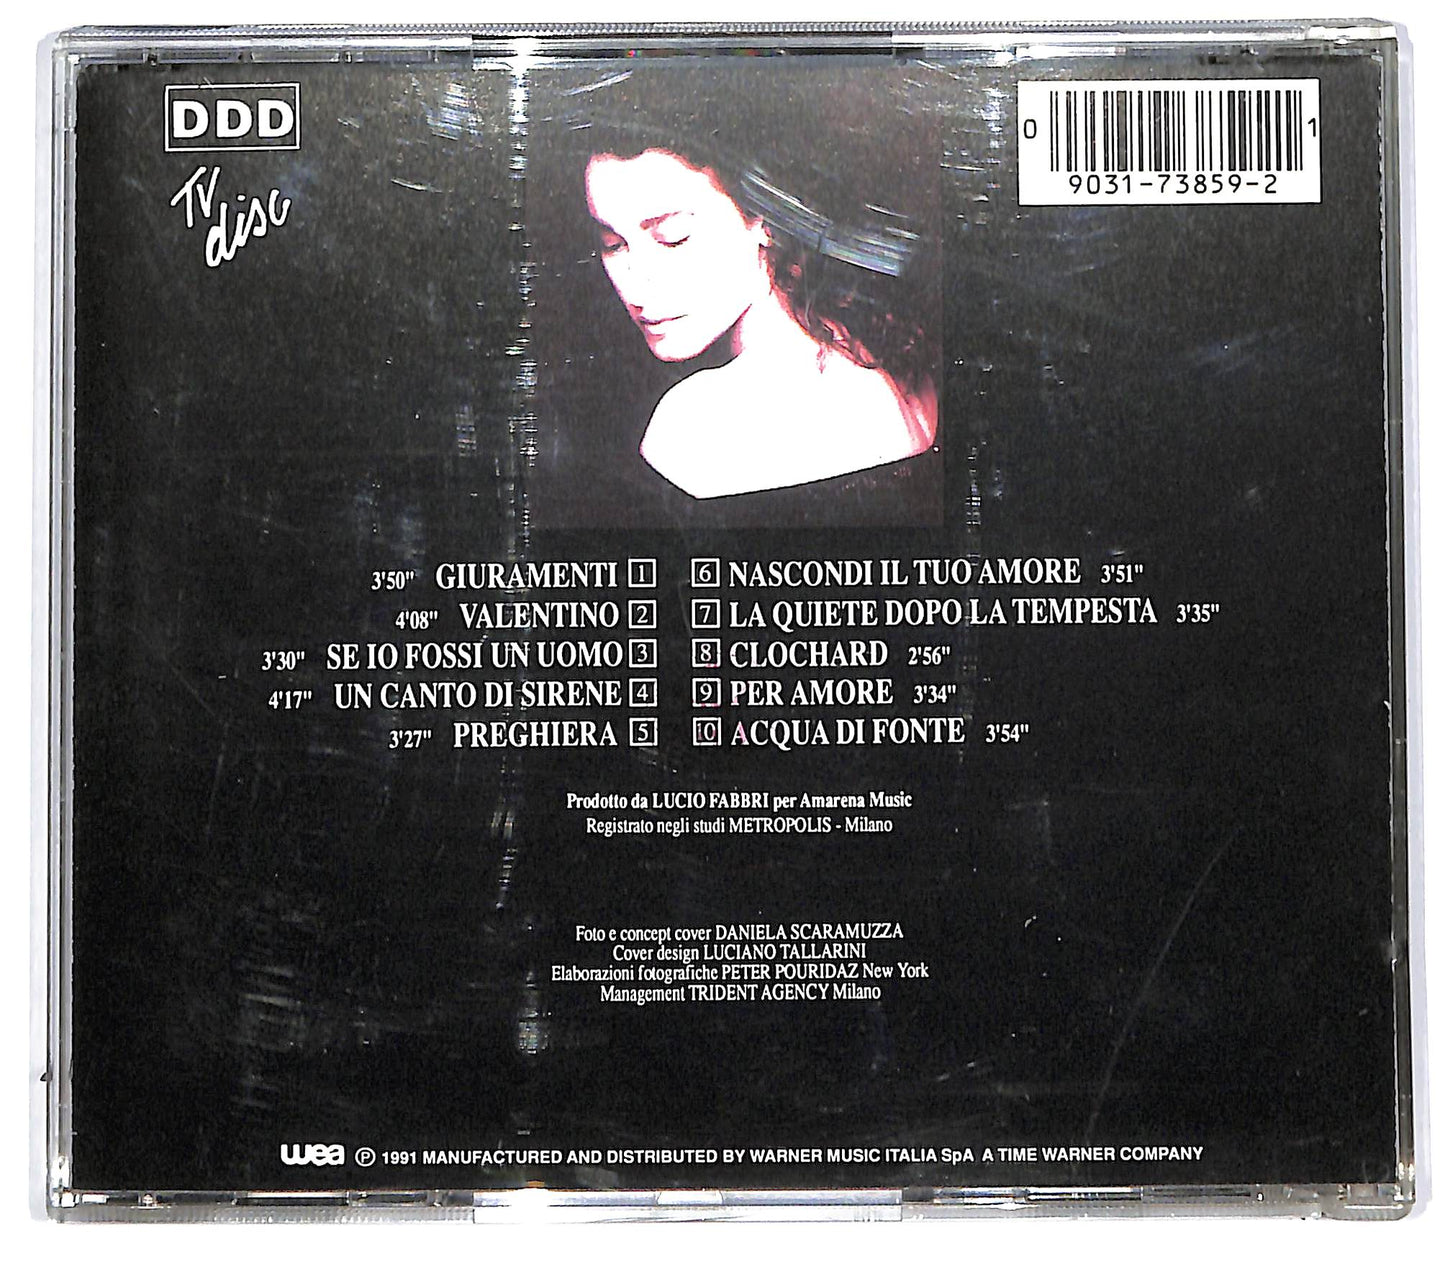 DDD
TV
disc
0 9031-73859-2 1
3'50" GIURAMENTI 1
4'08" VALENTINO 2
3'30" SE IO FOSSI UN UOMO 3
4'17" UN CANTO DI SIRENE 4
3'27" PREGHIERA 5
6 NASCONDI IL TUO AMORE 3'51"
7 LA QUIETE DOPO LA TEMPESTA 3'35"
8 CLOCHARD 2'56"
9 PER AMORE 3'34"
10 ACQUA DI FONTE 3'54"
Prodotto da LUCIO FABBRI per Amarena Music
Registrato negli studi METROPOLIS - Milano
Foto e concept cover DANIELA SCARAMUZZA
Cover design LUCIANO TALLARINI
Elaborazioni fotografiche PETER POURIDAZ New York
Management TRIDENT AGENCY Milano
wea ℗ 1991 MANUFACTURED AND DISTRIBUTED BY WARNER MUSIC ITALIA SpA A TIME WARNER COMPANY